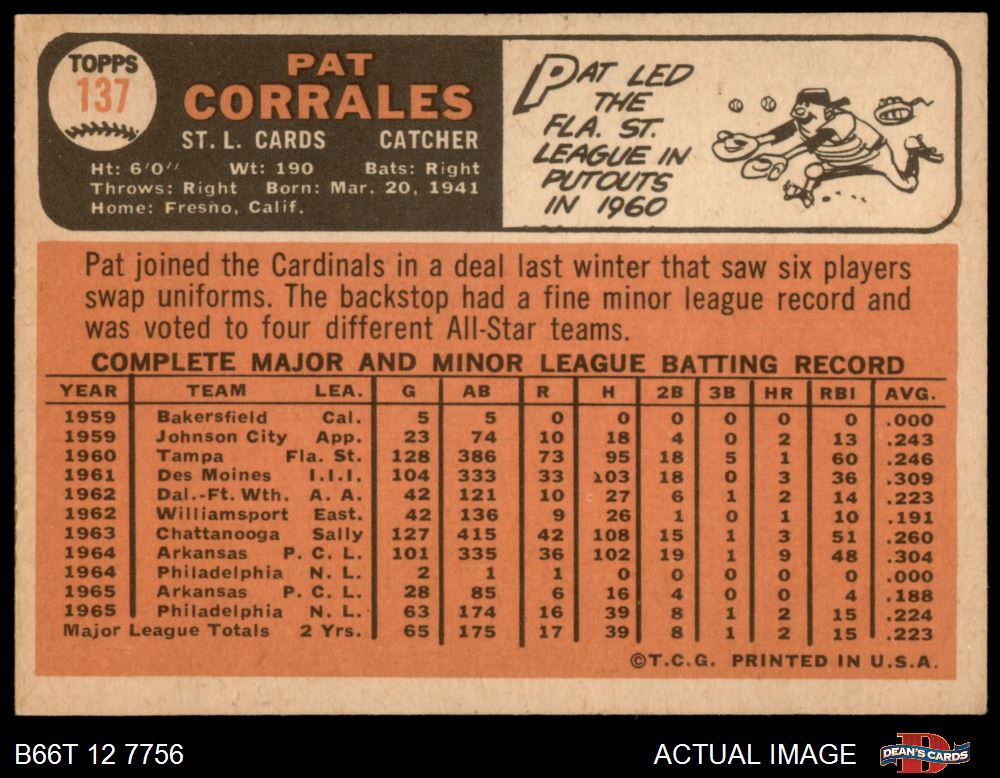 TOPPS
137
PAT
CORRALES
ST. L. CARDS CATCHER
Ht: 6'0" Wt: 190 Bats: Right
Throws: Right Born: Mar. 20, 1941
Home: Fresno, Calif.
PAT LED
THE
FLA. ST.
LEAGUE IN
PUTOUTS
IN 1960
Pat joined the Cardinals in a deal last winter that saw six players
swap uniforms. The backstop had a fine minor league record and
was voted to four different All-Star teams.
COMPLETE MAJOR AND MINOR LEAGUE BATTING RECORD
YEAR TEAM LEA. G AB R H 2B 3B HR RBI AVG.
1959 Bakersfield Cal. 5 5 0 0 0 0 0 0 .000
1959 Johnson City App. 23 74 10 18 4 0 2 13 .243
1960 Tampa Fla. St. 128 386 73 95 18 5 1 60 .246
1961 Des Moines I.I.I. 104 333 33 103 18 0 3 36 .309
1962 Dal.-Ft. Wth. A. A. 42 121 10 27 6 1 2 14 .223
1962 Williamsport East. 42 136 9 26 1 0 1 10 .191
1963 Chattanooga Sally 127 415 42 108 15 1 3 51 .260
1964 Arkansas P. C. L. 101 335 36 102 19 1 9 48 .304
1964 Philadelphia N. L. 2 1 1 0 0 0 0 0 .000
1965 Arkansas P. C. L. 28 85 6 16 4 0 0 4 .188
1965 Philadelphia N. L. 63 174 16 39 8 1 2 15 .224
Major League Totals 2 Yrs. 65 175 17 39 8 1 2 15 .223
©T.C.G. PRINTED IN U.S.A.
B66T 12 7756
ACTUAL IMAGE
DEAN'S CARDS